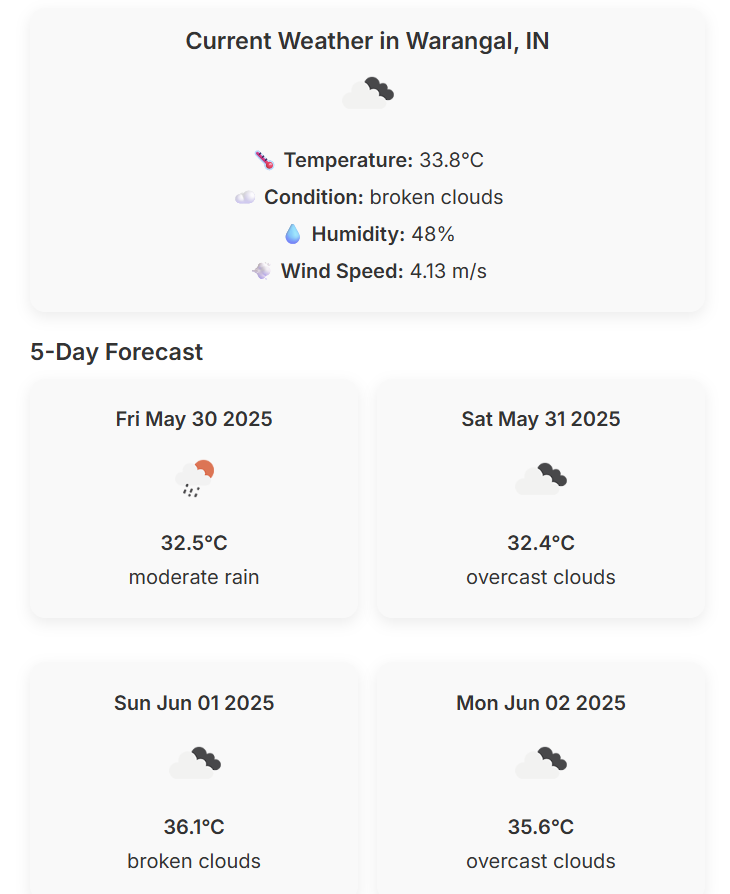 Current Weather in Warangal, IN
Temperature: 33.8°C
Condition: broken clouds
Humidity: 48%
Wind Speed: 4.13 m/s
5-Day Forecast
Fri May 30 2025
32.5°C
moderate rain
Sat May 31 2025
32.4°C
overcast clouds
Sun Jun 01 2025
36.1°C
broken clouds
Mon Jun 02 2025
35.6°C
overcast clouds